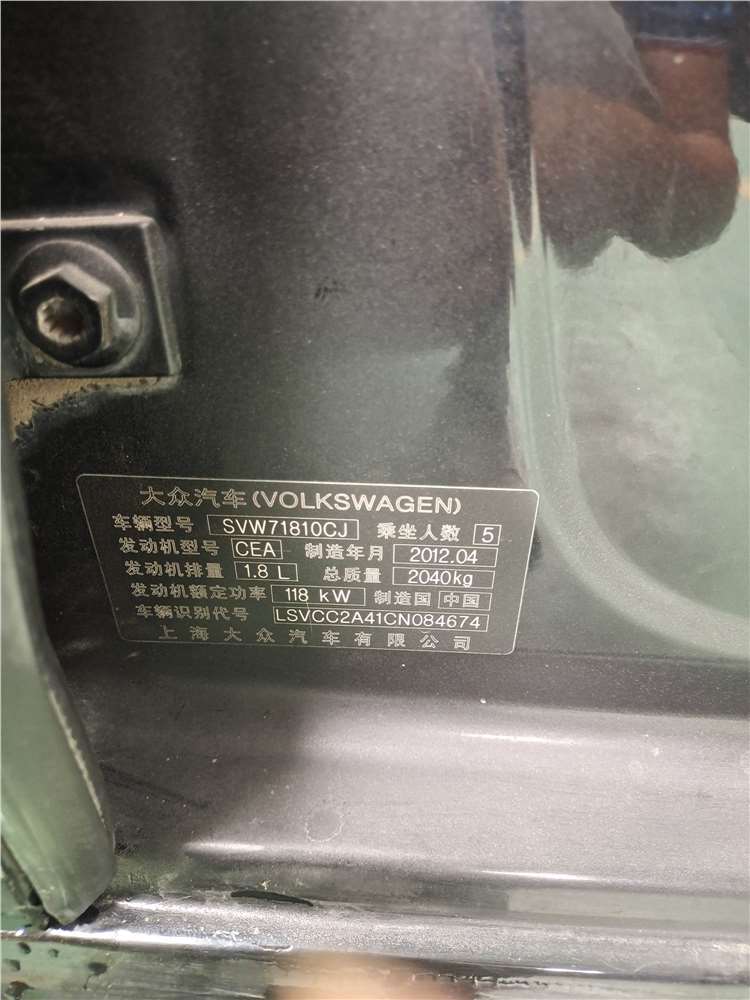 大众汽车(VOLKSWAGEN)
车辆型号 SVW71810CJ 乘坐人数 5
发动机型号 CEA 制造年月 2012.04
发动机排量 1.8 L 总质量 2040kg
发动机额定功率 118 kW 制造国 中国
车辆识别代号 LSVCC2A41CN084674
上海大众汽车有限公司